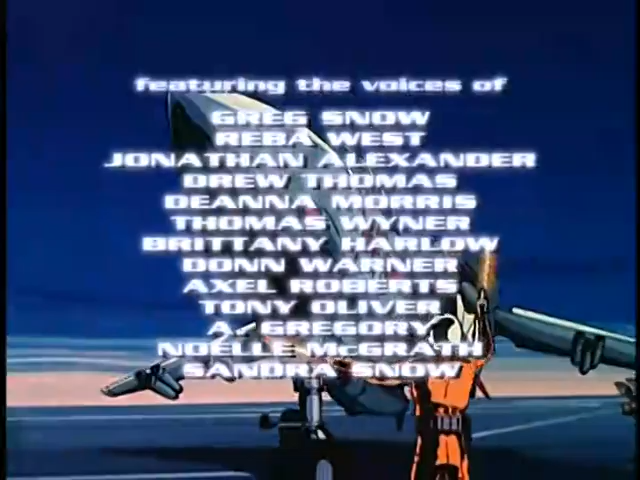 featuring the voices of
GREG SNOW
REBA WEST
JONATHAN ALEXANDER
DREW THOMAS
DEANNA MORRIS
THOMAS WYNER
BRITTANY HARLOW
DONN WARNER
AXEL ROBERTS
TONY OLIVER
A. GREGORY
NOELLE McGRATH
SANDRA SNOW